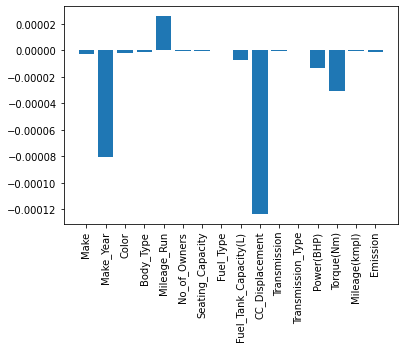 0.00002
0.00000
−0.00002
−0.00004
−0.00006
−0.00008
−0.00010
−0.00012
Make
Make_Year
Color
Body_Type
Mileage_Run
No_of_Owners
Seating_Capacity
Fuel_Type
Fuel_Tank_Capacity(L)
CC_Displacement
Transmission
Transmission_Type
Power(BHP)
Torque(Nm)
Mileage(kmpl)
Emission